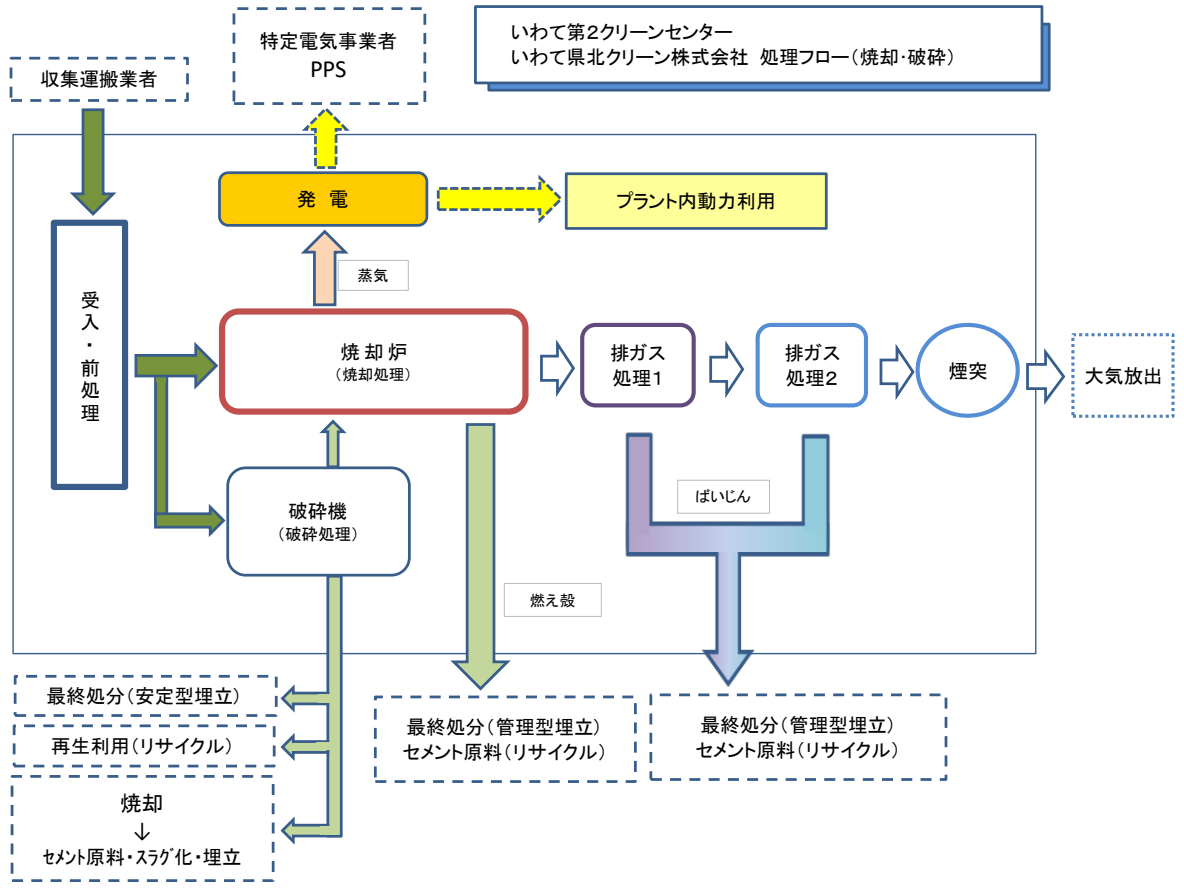 特定電気事業者
PPS
いわて第2クリーンセンター
いわて県北クリーン株式会社 処理フロー(焼却・破砕)
収集運搬業者
発 電
プラント内動力利用
蒸気
受入・前処理
焼 却 炉
(焼却処理)
排ガス
処理1
排ガス
処理2
煙突
大気放出
破砕機
(破砕処理)
ばいじん
燃え殻
最終処分(安定型埋立)
再生利用(リサイクル)
焼却
↓
セメント原料・スラグ化・埋立
最終処分(管理型埋立)
セメント原料(リサイクル)
最終処分(管理型埋立)
セメント原料(リサイクル)